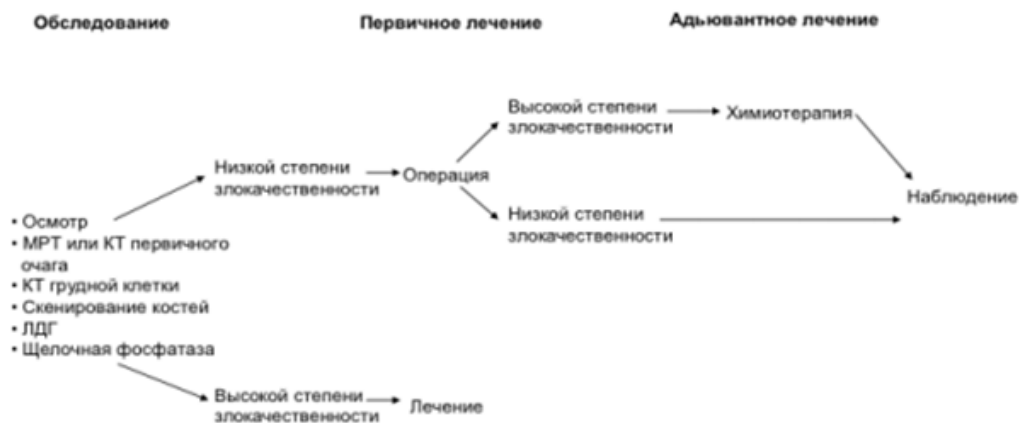 Обследование
Первичное лечение
Адьювантное лечение
Высокой степени
злокачественности
Химиотерапия
Низкой степени
злокачественности
Операция
Наблюдение
Низкой степени
злокачественности
• Осмотр
• МРТ или КТ первичного
очага
• КТ грудной клетки
• Скенирование костей
• ЛДГ
• Щелочная фосфатаза
Высокой степени
злокачественности
Лечение